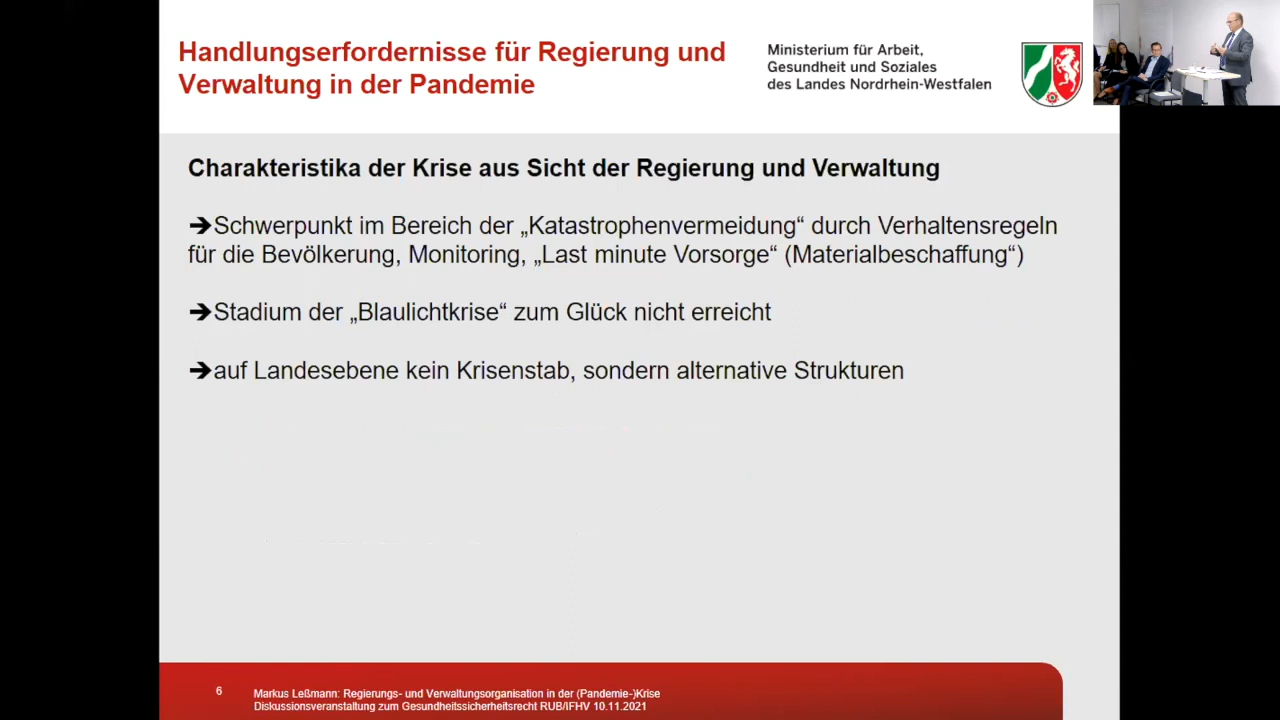 Handlungserfordernisse für Regierung und
Verwaltung in der Pandemie
Ministerium für Arbeit,
Gesundheit und Soziales
des Landes Nordrhein-Westfalen
Charakteristika der Krise aus Sicht der Regierung und Verwaltung
➔Schwerpunkt im Bereich der „Katastrophenvermeidung“ durch Verhaltensregeln
für die Bevölkerung, Monitoring, „Last minute Vorsorge“ (Materialbeschaffung“)
➔Stadium der „Blaulichtkrise“ zum Glück nicht erreicht
➔auf Landesebene kein Krisenstab, sondern alternative Strukturen
6
Markus Leßmann: Regierungs- und Verwaltungsorganisation in der (Pandemie-)Krise
Diskussionsveranstaltung zum Gesundheitssicherheitsrecht RUB/IFHV 10.11.2021